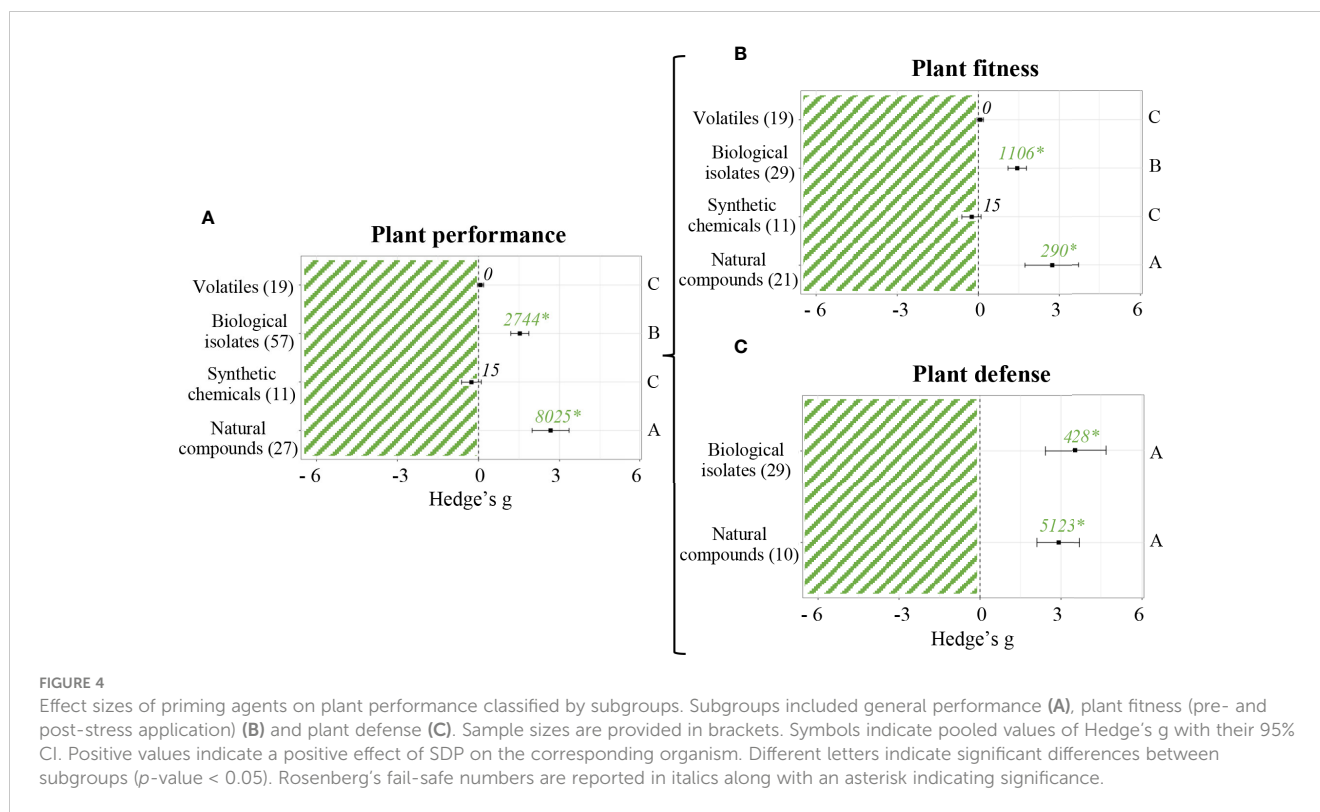 A
Plant performance
Volatiles (19)
0
C
Biological
isolates (57)
2744*
B
Synthetic
chemicals (11)
15
C
Natural
compounds (27)
8025*
A
- 6 -3 0 3 6
Hedge's g
B
Plant fitness
Volatiles (19)
0
C
Biological
isolates (29)
1106*
B
Synthetic
chemicals (11)
15
C
Natural
compounds (21)
290*
A
- 6 -3 0 3 6
C
Plant defense
Biological
isolates (29)
428*
A
Natural
compounds (10)
5123*
A
- 6 -3 0 3 6
Hedge's g
FIGURE 4
Effect sizes of priming agents on plant performance classified by subgroups. Subgroups included general performance (A), plant fitness (pre- and
post-stress application) (B) and plant defense (C). Sample sizes are provided in brackets. Symbols indicate pooled values of Hedge's g with their 95%
CI. Positive values indicate a positive effect of SDP on the corresponding organism. Different letters indicate significant differences between
subgroups (p-value < 0.05). Rosenberg's fail-safe numbers are reported in italics along with an asterisk indicating significance.